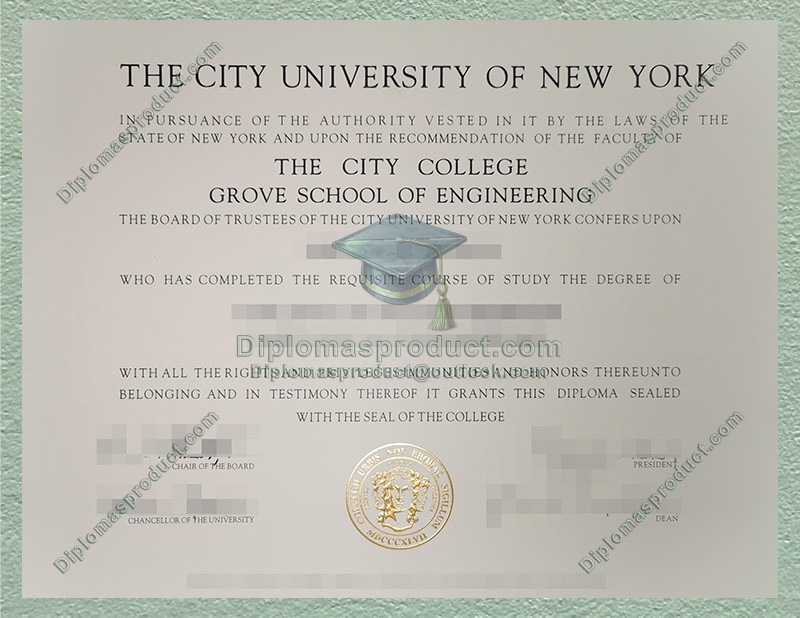 Diplomasproduct.com
Diplomasproduct.com
THE CITY UNIVERSITY OF NEW YORK
IN PURSUANCE OF THE AUTHORITY VESTED IN IT BY THE LAWS OF THE
STATE OF NEW YORK AND UPON THE RECOMMENDATION OF THE FACULTY OF
THE CITY COLLEGE
GROVE SCHOOL OF ENGINEERING
THE BOARD OF TRUSTEES OF THE CITY UNIVERSITY OF NEW YORK CONFERS UPON
WHO HAS COMPLETED THE REQUISITE COURSE OF STUDY THE DEGREE OF
Diplomasproduct.com
Diplomasproduct@outlook.com
WITH ALL THE RIGHTS AND PRIVILEGES IMMUNITIES AND HONORS THEREUNTO
BELONGING AND IN TESTIMONY THEREOF IT GRANTS THIS DIPLOMA SEALED
WITH THE SEAL OF THE COLLEGE
CHAIR OF THE BOARD
PRESIDENT
CHANCELLOR OF THE UNIVERSITY
DEAN
MDCCCXLVII
Diplomasproduct.com
Diplomasproduct.com